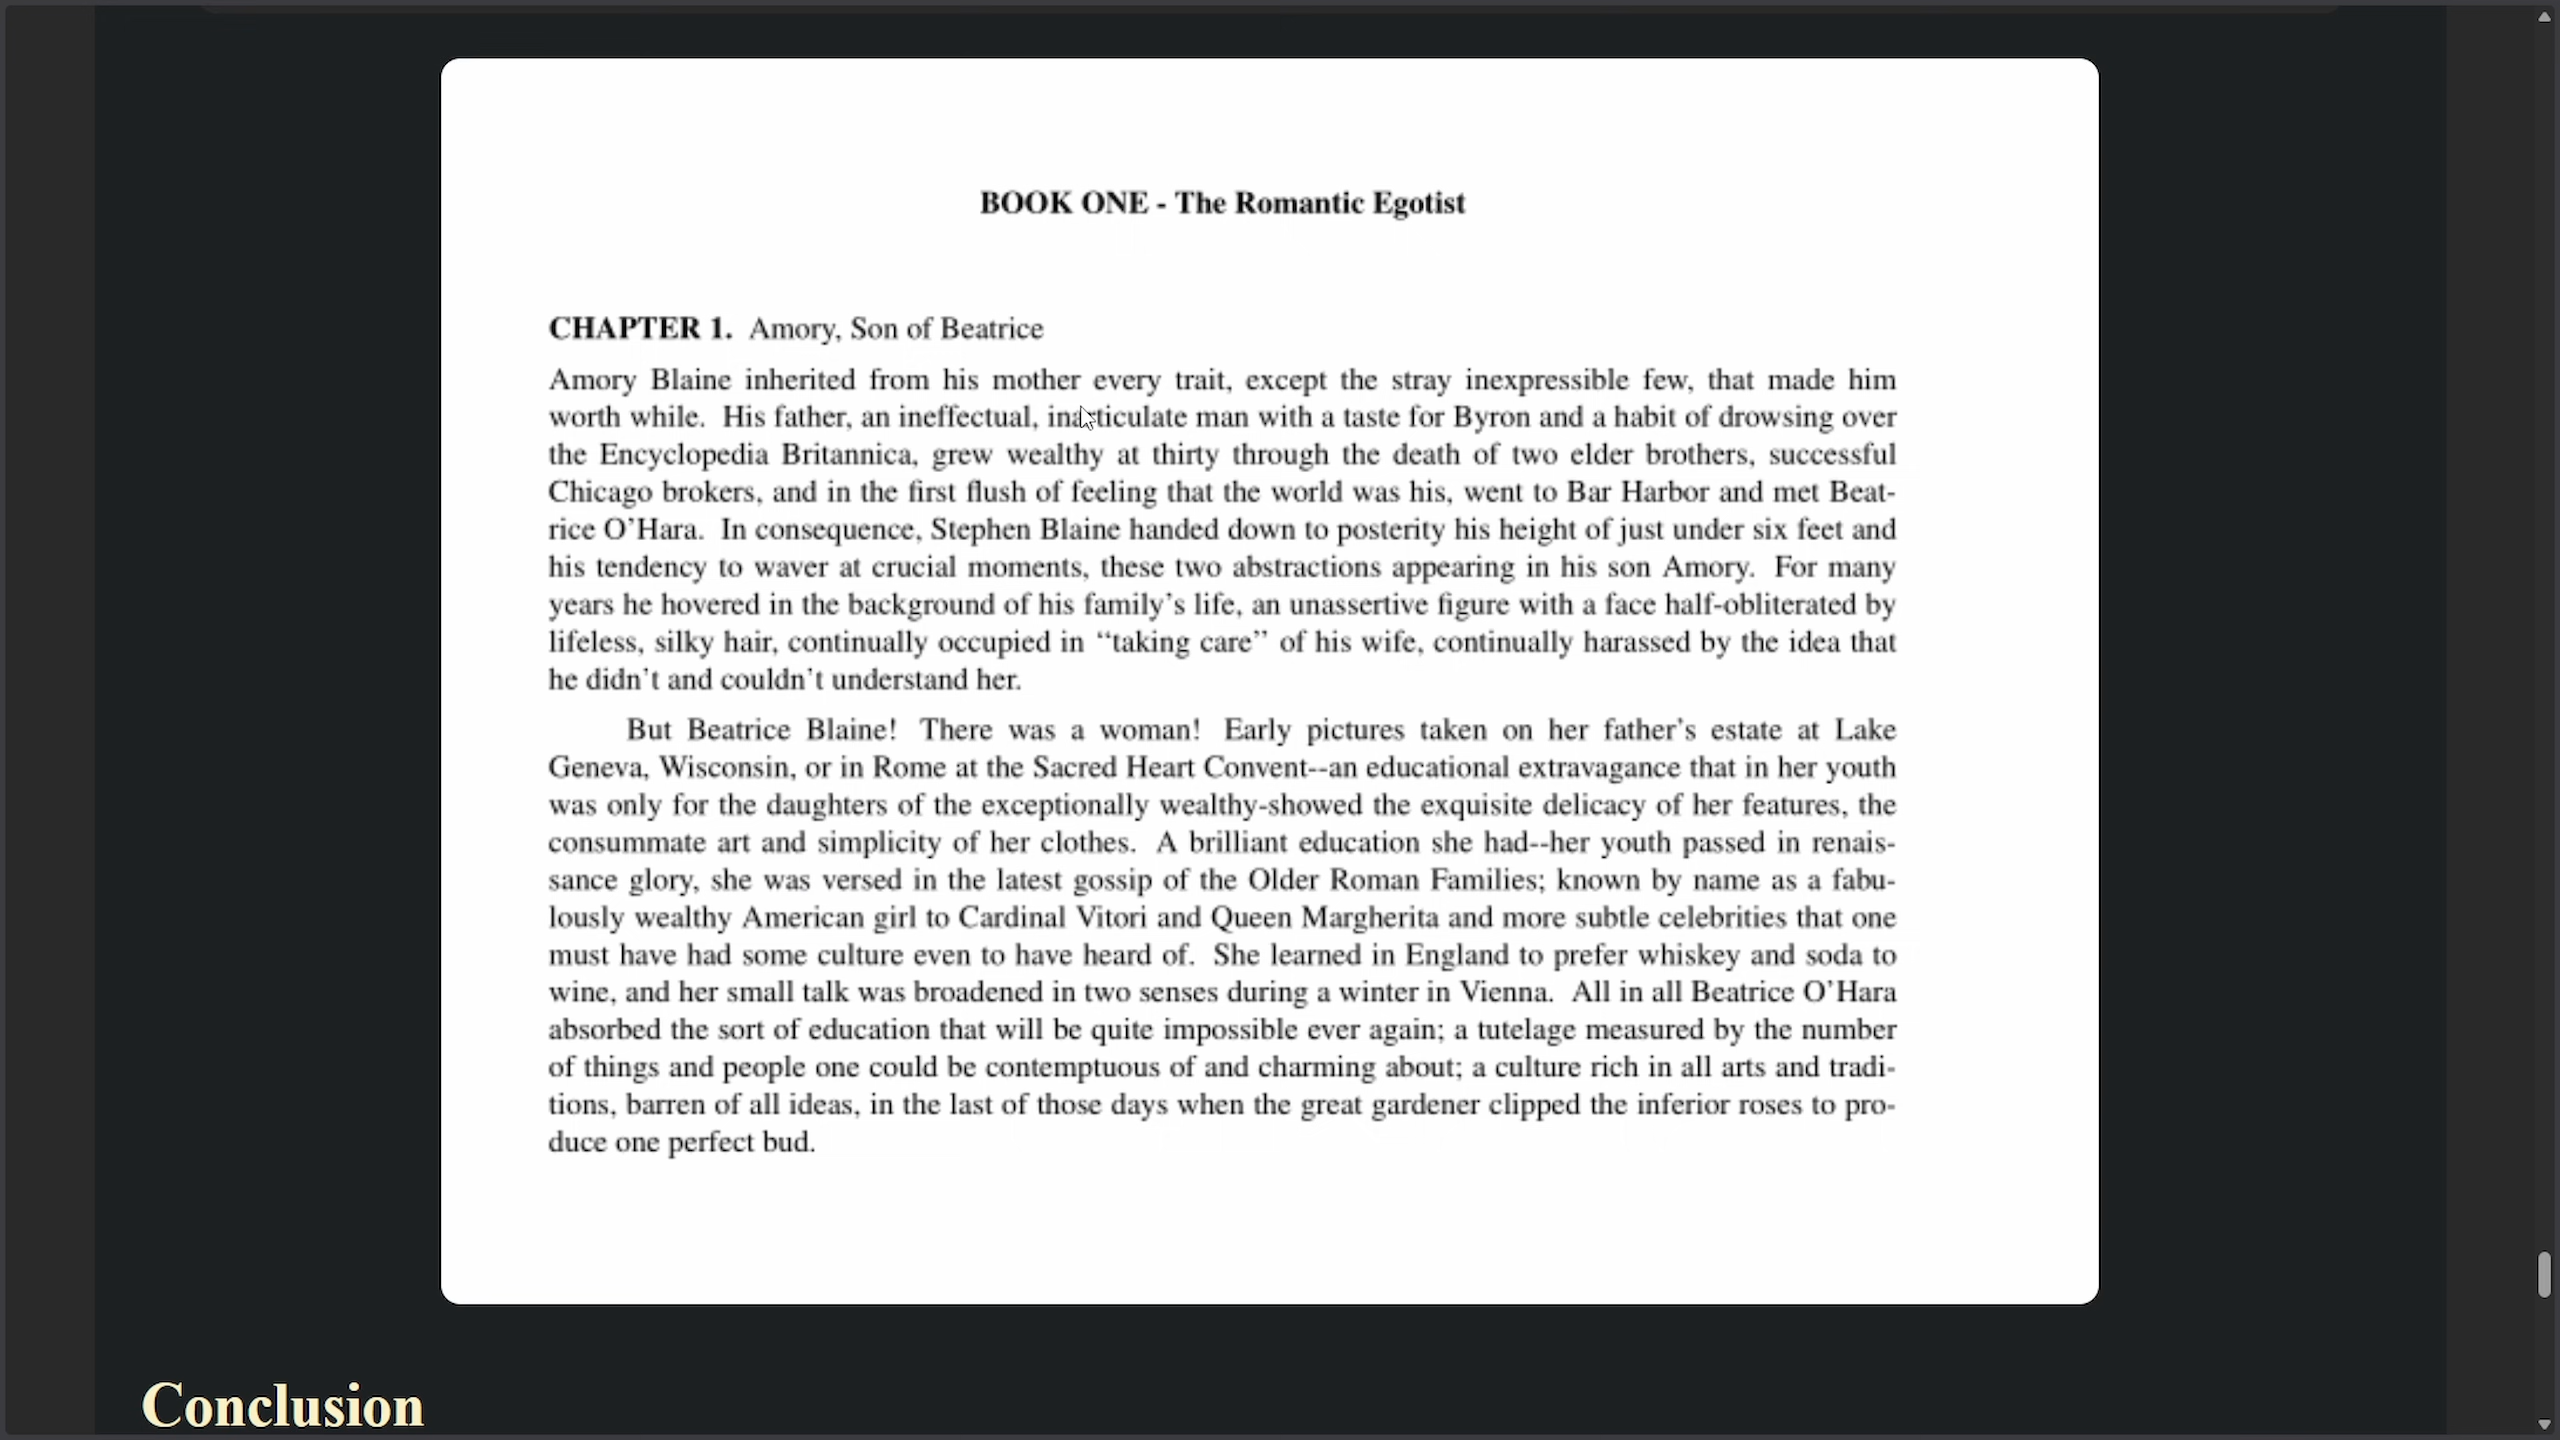 BOOK ONE - The Romantic Egotist
CHAPTER 1. Amory, Son of Beatrice
Amory Blaine inherited from his mother every trait, except the stray inexpressible few, that made him
worth while. His father, an ineffectual, inarticulate man with a taste for Byron and a habit of drowsing over
the Encyclopedia Britannica, grew wealthy at thirty through the death of two elder brothers, successful
Chicago brokers, and in the first flush of feeling that the world was his, went to Bar Harbor and met Beat-
rice O’Hara. In consequence, Stephen Blaine handed down to posterity his height of just under six feet and
his tendency to waver at crucial moments, these two abstractions appearing in his son Amory. For many
years he hovered in the background of his family’s life, an unassertive figure with a face half-obliterated by
lifeless, silky hair, continually occupied in “taking care” of his wife, continually harassed by the idea that
he didn’t and couldn’t understand her.
But Beatrice Blaine! There was a woman! Early pictures taken on her father’s estate at Lake
Geneva, Wisconsin, or in Rome at the Sacred Heart Convent--an educational extravagance that in her youth
was only for the daughters of the exceptionally wealthy-showed the exquisite delicacy of her features, the
consummate art and simplicity of her clothes. A brilliant education she had--her youth passed in renais-
sance glory, she was versed in the latest gossip of the Older Roman Families; known by name as a fabu-
lously wealthy American girl to Cardinal Vitori and Queen Margherita and more subtle celebrities that one
must have had some culture even to have heard of. She learned in England to prefer whiskey and soda to
wine, and her small talk was broadened in two senses during a winter in Vienna. All in all Beatrice O’Hara
absorbed the sort of education that will be quite impossible ever again; a tutelage measured by the number
of things and people one could be contemptuous of and charming about; a culture rich in all arts and tradi-
tions, barren of all ideas, in the last of those days when the great gardener clipped the inferior roses to pro-
duce one perfect bud.
Conclusion